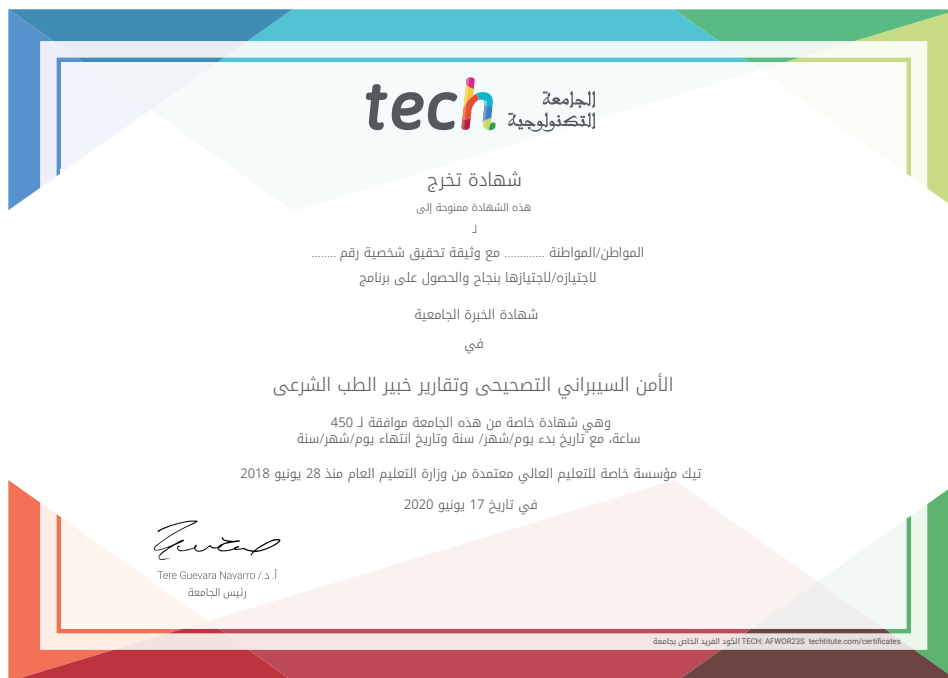 tech الجامعة
التكنولوجية
شهادة تخرج
هذه الشهادة ممنوحة إلى
لـ
المواطن/المواطنة ............ مع وثيقة تحقيق شخصية رقم ........
لاجتيازه/لاجتيازها بنجاح والحصول على برنامج
شهادة الخبرة الجامعية
في
الأمن السيبراني التصحيحى وتقارير خبير الطب الشرعى
وهي شهادة خاصة من هذه الجامعة موافقة لـ 450
ساعة، مع تاريخ بدء يوم/شهر/ سنة وتاريخ انتهاء يوم/شهر/سنة
تيك مؤسسة خاصة للتعليم العالي معتمدة من وزارة التعليم العام منذ 28 يونيو 2018
في تاريخ 17 يونيو 2020
أ. د./ Tere Guevara Navarro
رئيس الجامعة
الكود الفريد الخاص بجامعة TECH: AFWOR23S techtitute.com/certificates